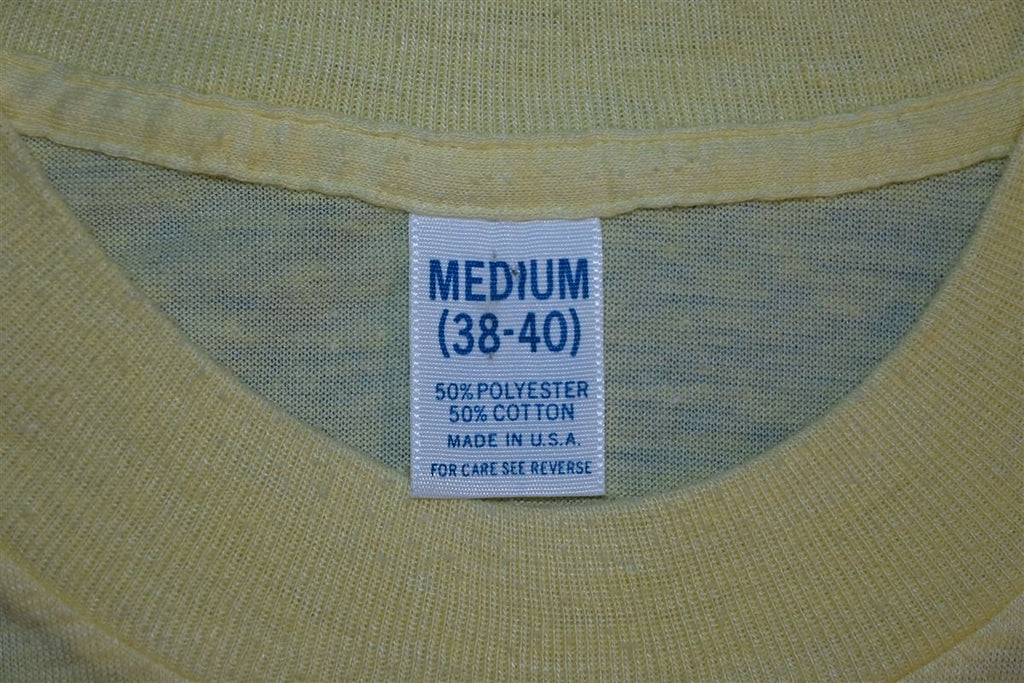 MEDIUM
(38-40)
50% POLYESTER
50% COTTON
MADE IN U.S.A.
FOR CARE SEE REVERSE